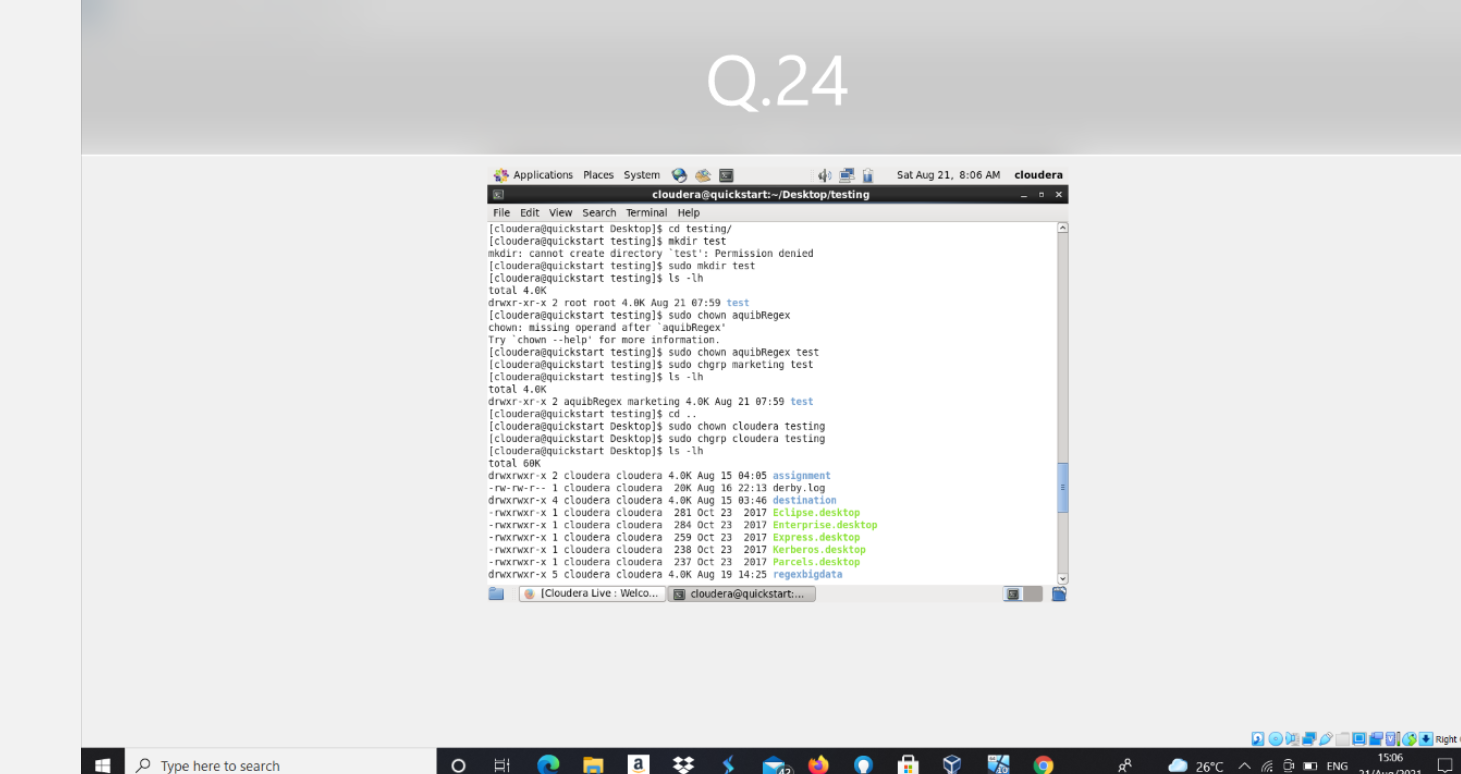 Q.24
Applications Places System Sat Aug 21, 8:06 AM cloudera
cloudera@quickstart:~/Desktop/testing
File Edit View Search Terminal Help
[cloudera@quickstart Desktop]$ cd testing/
[cloudera@quickstart testing]$ mkdir test
mkdir: cannot create directory `test': Permission denied
[cloudera@quickstart testing]$ sudo mkdir test
[cloudera@quickstart testing]$ ls -lh
total 4.0K
drwxr-xr-x 2 root root 4.0K Aug 21 07:59 test
[cloudera@quickstart testing]$ sudo chown aquibRegex
chown: missing operand after `aquibRegex'
Try `chown --help' for more information.
[cloudera@quickstart testing]$ sudo chown aquibRegex test
[cloudera@quickstart testing]$ sudo chgrp marketing test
[cloudera@quickstart testing]$ ls -lh
total 4.0K
drwxr-xr-x 2 aquibRegex marketing 4.0K Aug 21 07:59 test
[cloudera@quickstart testing]$ cd ..
[cloudera@quickstart Desktop]$ sudo chown cloudera testing
[cloudera@quickstart Desktop]$ sudo chgrp cloudera testing
[cloudera@quickstart Desktop]$ ls -lh
total 60K
drwxrwxr-x 2 cloudera cloudera 4.0K Aug 15 04:05 assignment
-rw-rw-r-- 1 cloudera cloudera  20K Aug 16 22:13 derby.log
drwxrwxr-x 4 cloudera cloudera 4.0K Aug 15 03:46 destination
-rwxrwxr-x 1 cloudera cloudera  281 Oct 23  2017 Eclipse.desktop
-rwxrwxr-x 1 cloudera cloudera  284 Oct 23  2017 Enterprise.desktop
-rwxrwxr-x 1 cloudera cloudera  259 Oct 23  2017 Express.desktop
-rwxrwxr-x 1 cloudera cloudera  238 Oct 23  2017 Kerberos.desktop
-rwxrwxr-x 1 cloudera cloudera  237 Oct 23  2017 Parcels.desktop
drwxrwxr-x 5 cloudera cloudera 4.0K Aug 19 14:25 regexbigdata
[Cloudera Live : Welco... cloudera@quickstart:...
Right
Type here to search 26°C ENG 15:06